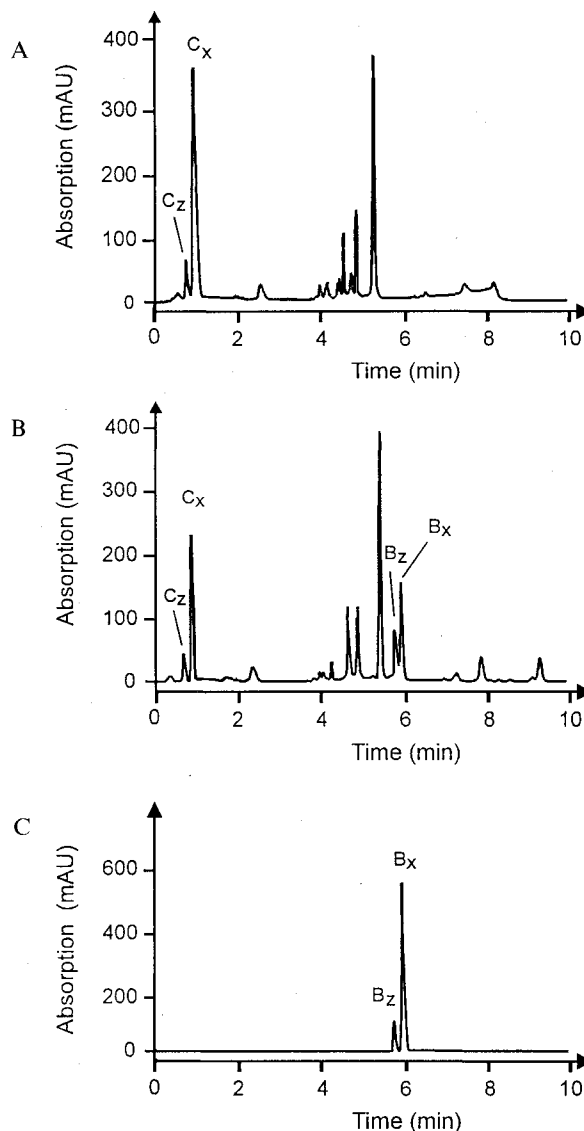 A
Absorption (mAU)
400
300
200
100
0
Cz
Cx
0 2 4 6 8 10
Time (min)
B
Absorption (mAU)
400
300
200
100
0
Cz
Cx
Bz
Bx
0 2 4 6 8 10
Time (min)
C
Absorption (mAU)
600
400
200
0
Bz
Bx
0 2 4 6 8 10
Time (min)